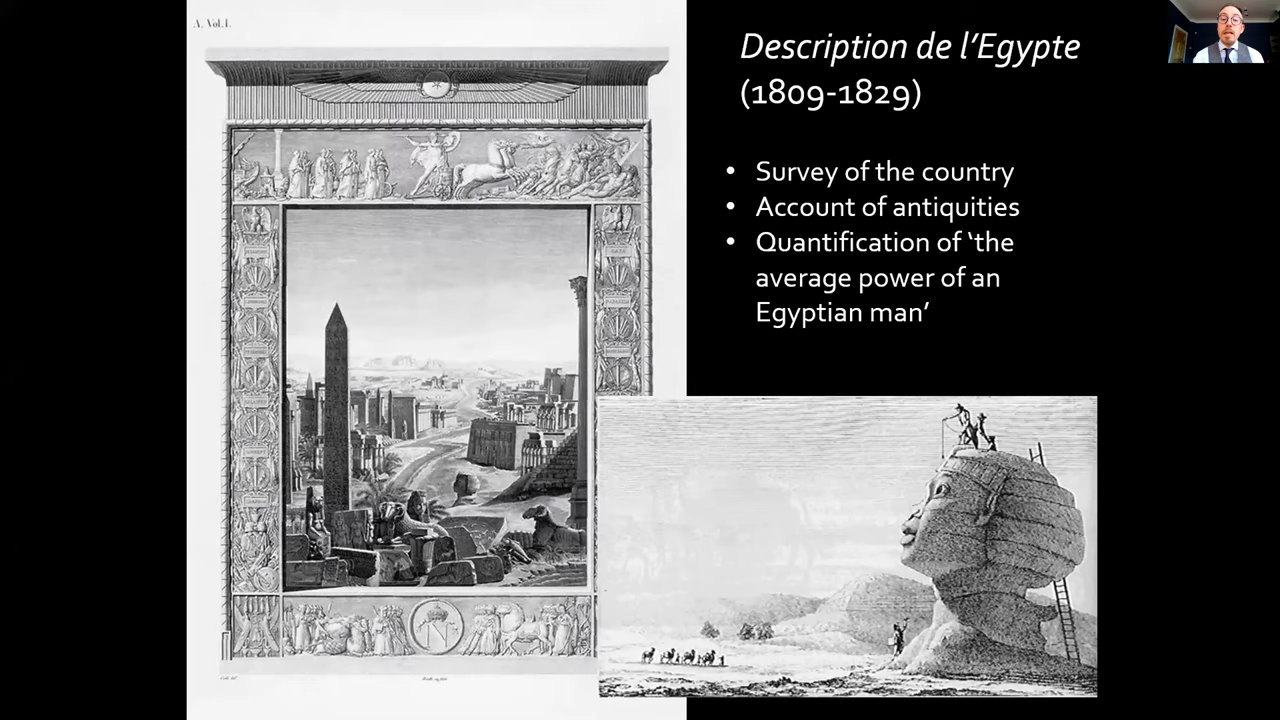 A. Vol. I.
Description de l’Egypte
(1809-1829)
• Survey of the country
• Account of antiquities
• Quantification of ‘the
average power of an
Egyptian man’
N